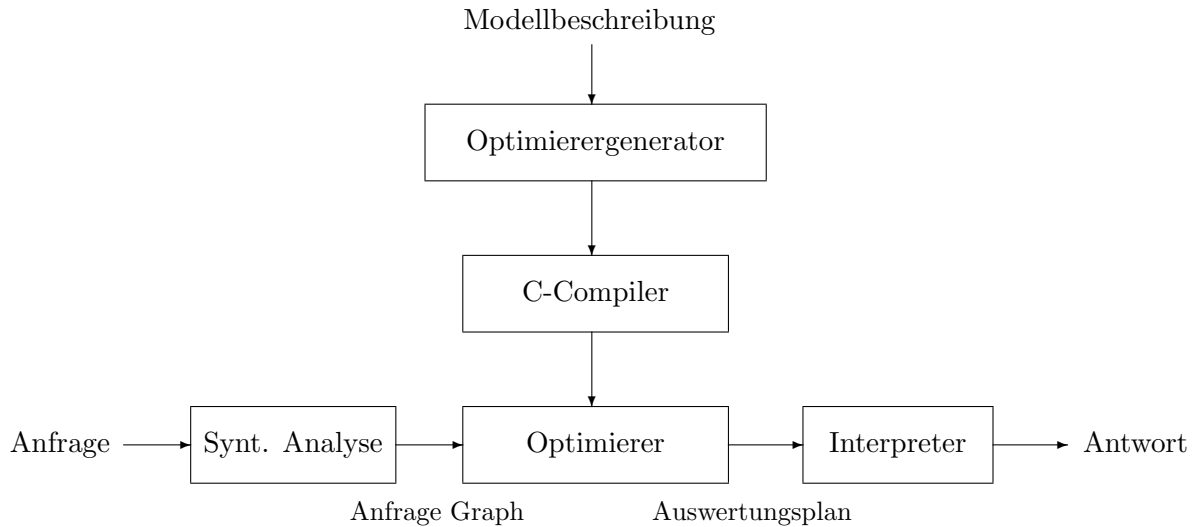 Modellbeschreibung
Optimierergenerator
C-Compiler
Anfrage Synt. Analyse Optimierer Interpreter Antwort
Anfrage Graph Auswertungsplan